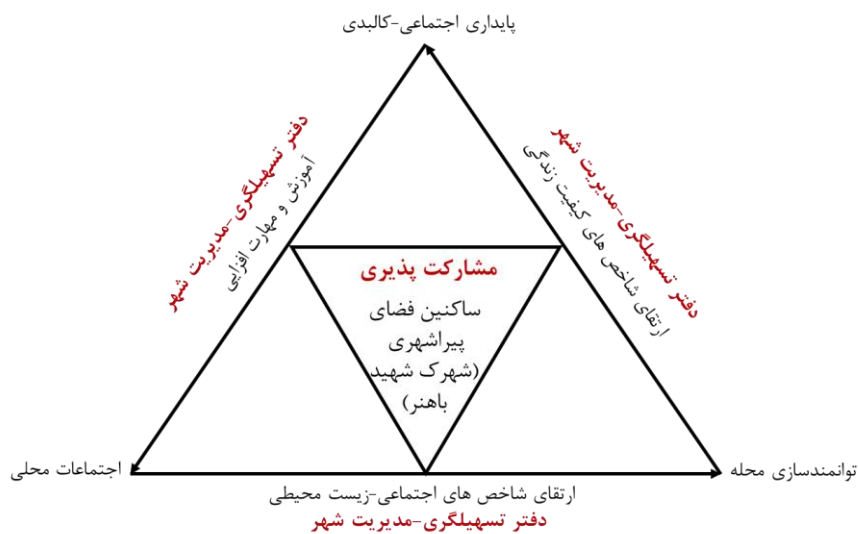 پایداری اجتماعی-کالبدی
دفتر تسهیلگری-مدیریت شهر
ارتقای شاخص های کیفیت زندگی
دفتر تسهیلگری-مدیریت شهر
آموزش و مهارت افزایی
مشارکت پذیری
ساکنین فضای
پیراشهری
(شهرک شهید
باهنر)
توانمندسازی محله
اجتماعات محلی
ارتقای شاخص های اجتماعی-زیست محیطی
دفتر تسهیلگری-مدیریت شهر